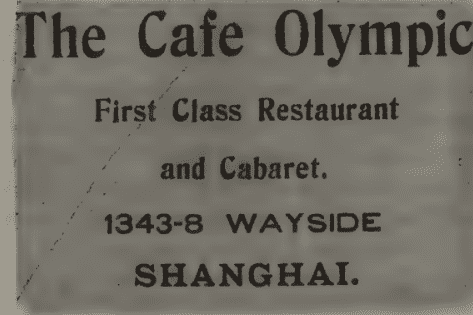 The Cafe Olympic
First Class Restaurant
and Cabaret.
1343-8 WAYSIDE
SHANGHAI.